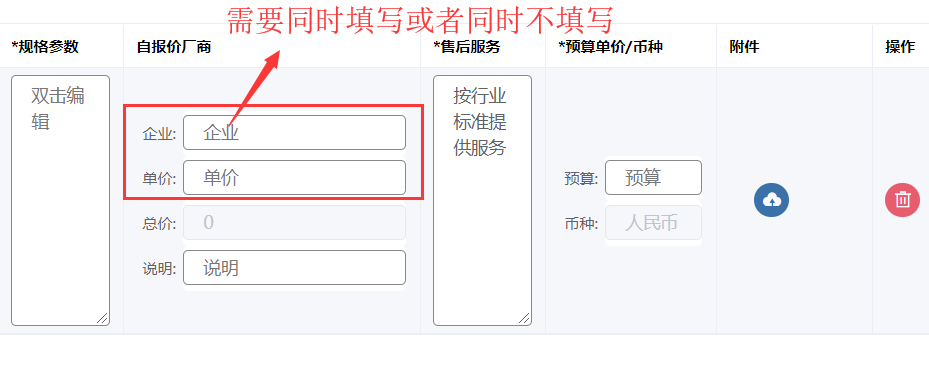 需要同时填写或者同时不填写
*规格参数 自报价厂商 *售后服务 *预算单价/币种 附件 操作
双击编
辑
企业: 企业
单价: 单价
总价: 0
说明: 说明
按行业
标准提
供服务
预算: 预算
币种: 人民币